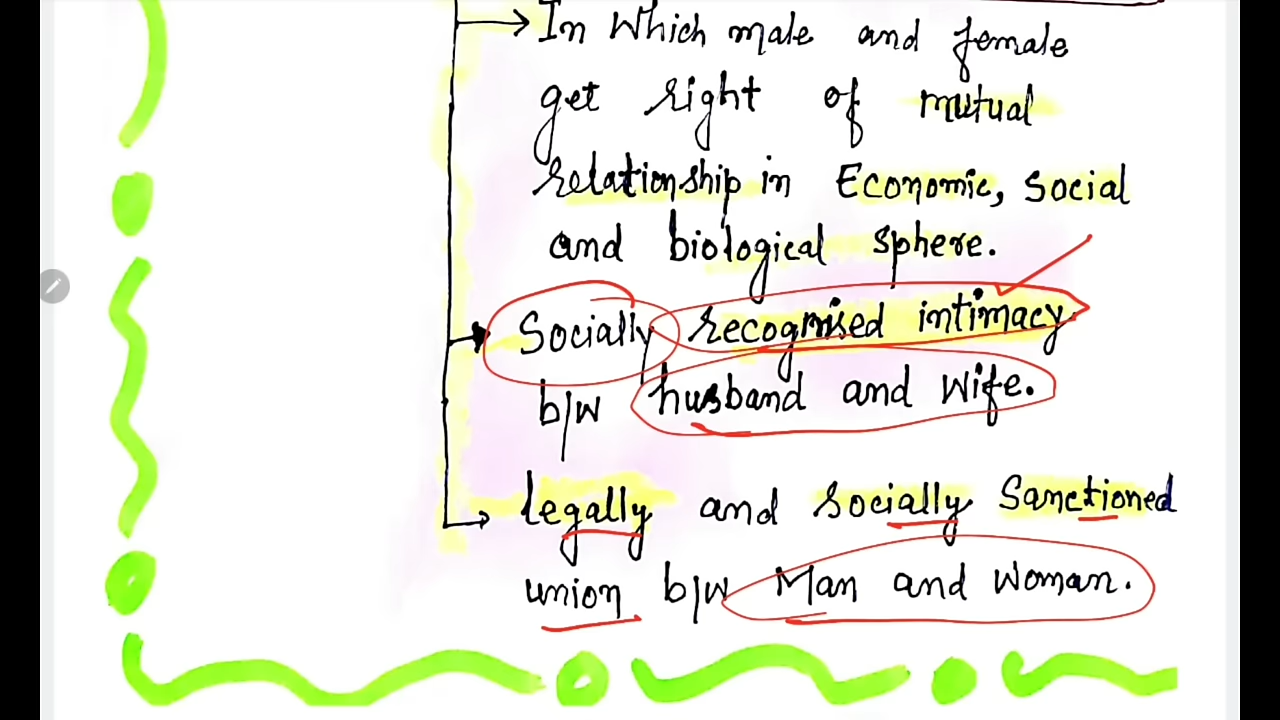 In Which male and female
get right of mutual
relationship in Economic, Social
and biological sphere.
Socially recognised intimacy
b/w husband and wife.
legally and socially Sanctioned
union b/w Man and Woman.